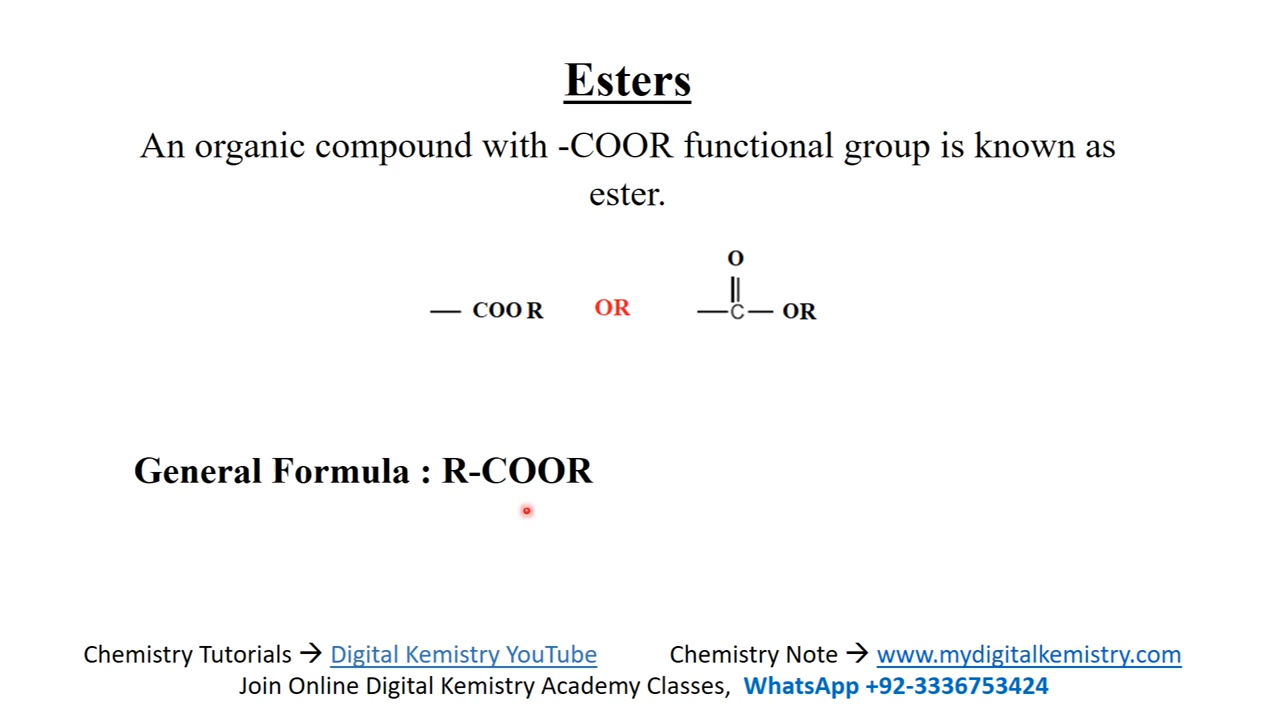 Esters
An organic compound with -COOR functional group is known as
ester.
O
||
— COO R OR —C— OR
General Formula : R-COOR
Chemistry Tutorials → Digital Kemistry YouTube Chemistry Note → www.mydigitalkemistry.com
Join Online Digital Kemistry Academy Classes, WhatsApp +92-3336753424